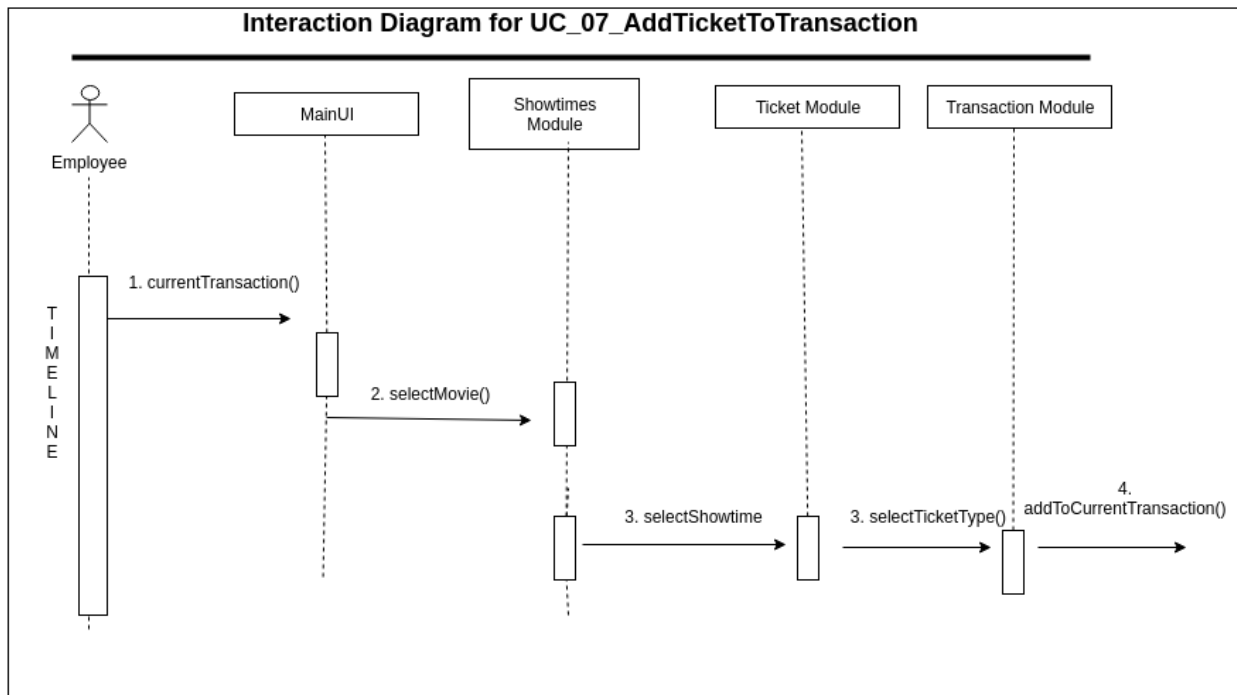 Interaction Diagram for UC_07_AddTicketToTransaction
Employee
MainUI
Showtimes
Module
Ticket Module
Transaction Module
T
I
M
E
L
I
N
E
1. currentTransaction()
2. selectMovie()
3. selectShowtime
3. selectTicketType()
4.
addToCurrentTransaction()